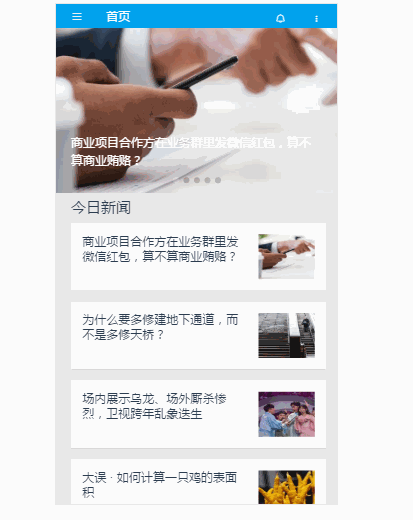 首页
商业项目合作方在业务群里发微信红包，算不
算商业贿赂？
今日新闻
商业项目合作方在业务群里发
微信红包，算不算商业贿赂？
为什么要多修建地下通道，而
不是多修天桥？
场内展示乌龙、场外厮杀惨
烈，卫视跨年乱象迭生
大误 · 如何计算一只鸡的表面
积